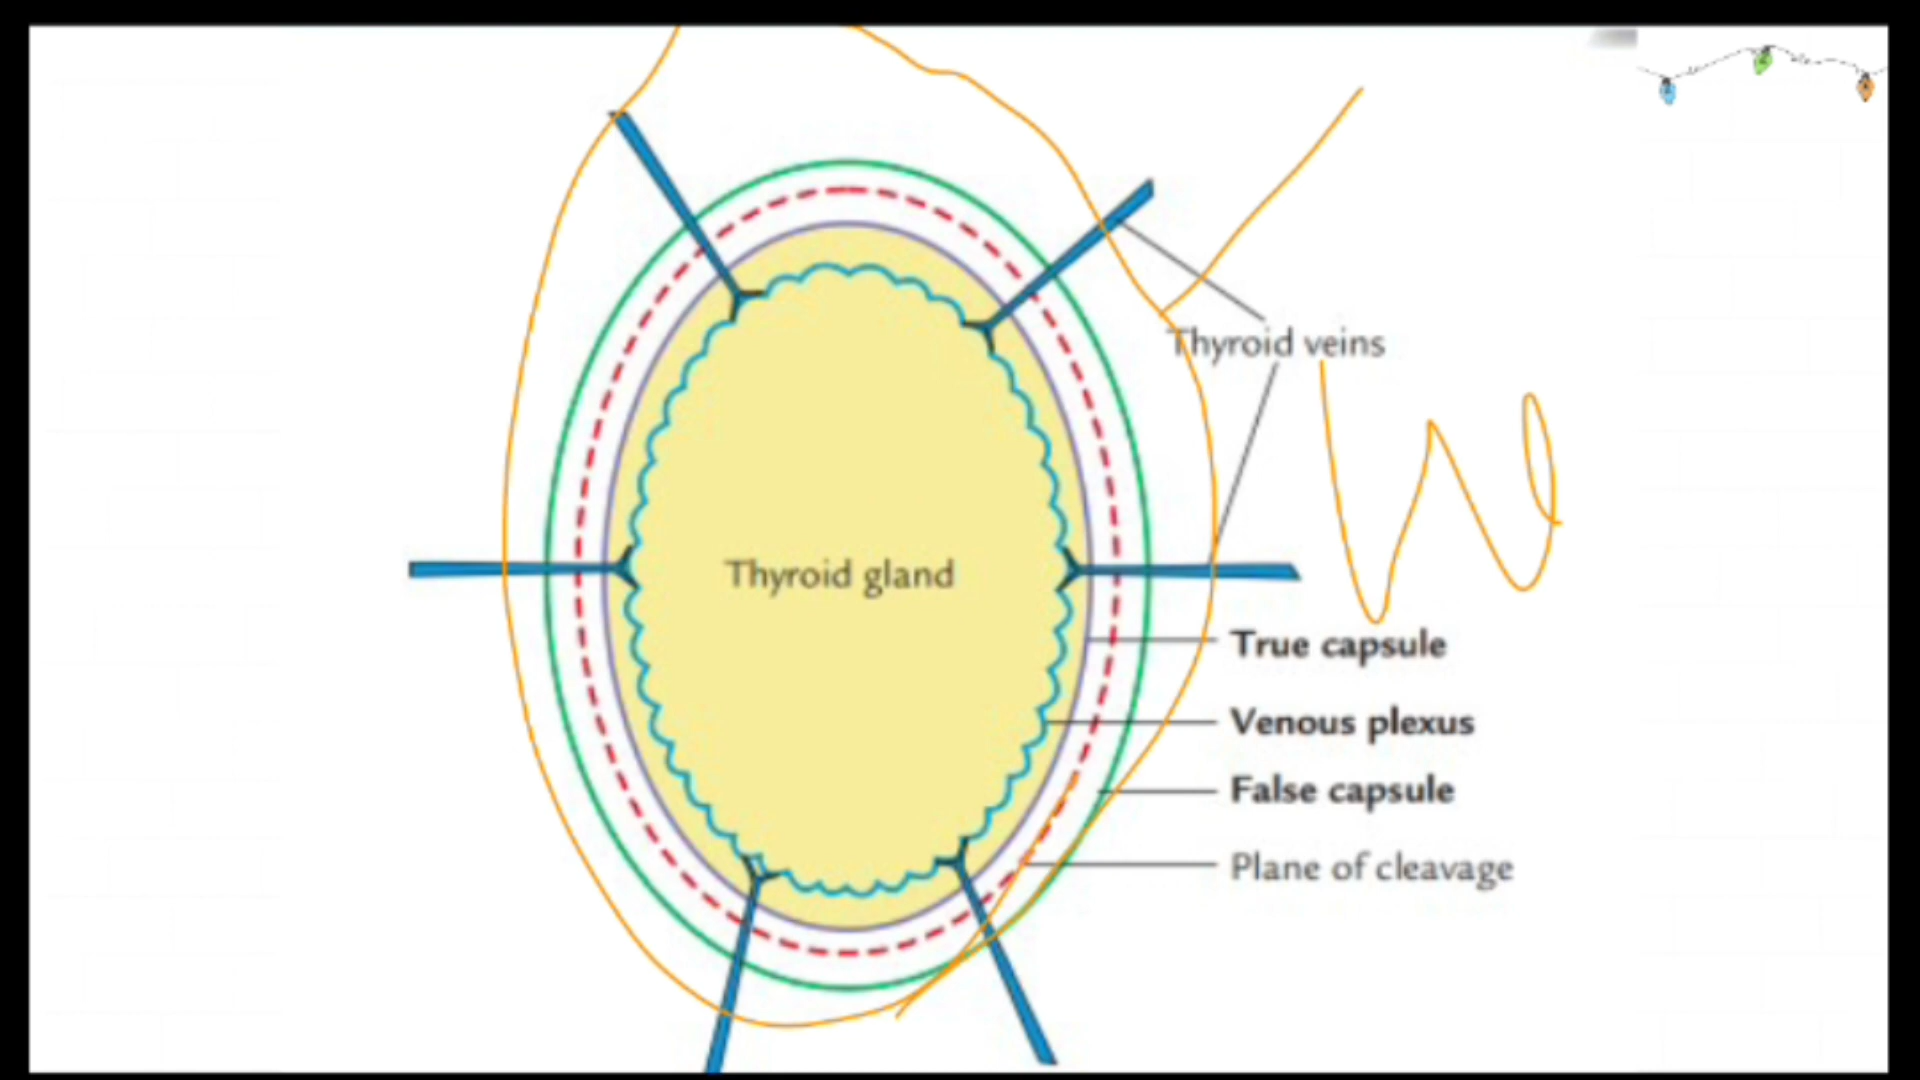 Thyroid veins
Thyroid gland
True capsule
Venous plexus
False capsule
Plane of cleavage